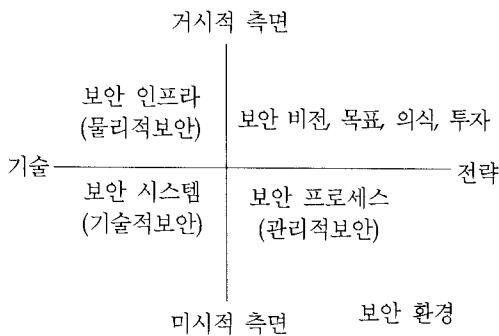 거시적 측면
보안 인프라
(물리적보안)
보안 비전, 목표, 의식, 투자
기술
전략
보안 시스템
(기술적보안)
보안 프로세스
(관리적보안)
미시적 측면
보안 환경